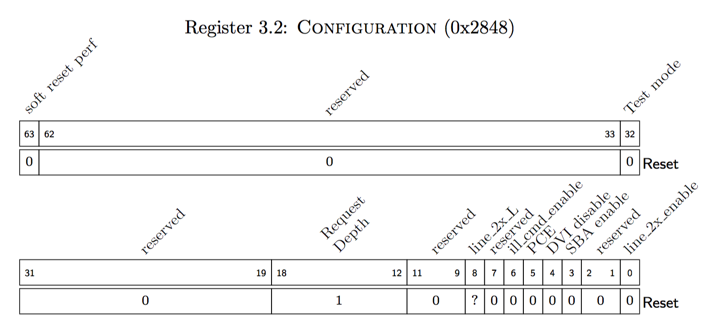 Register 3.2: CONFIGURATION (0x2848)
soft reset perf
reserved
Test mode
63 62 33 32
0 0 0 Reset
reserved
Request
Depth
reserved
line_2x_L
reserved
ill_cmd_enable
PCE
DVI disable
SBA enable
reserved
line_2x_enable
31 19 18 12 11 9 8 7 6 5 4 3 2 1 0
0 1 0 ? 0 0 0 0 0 0 0 Reset